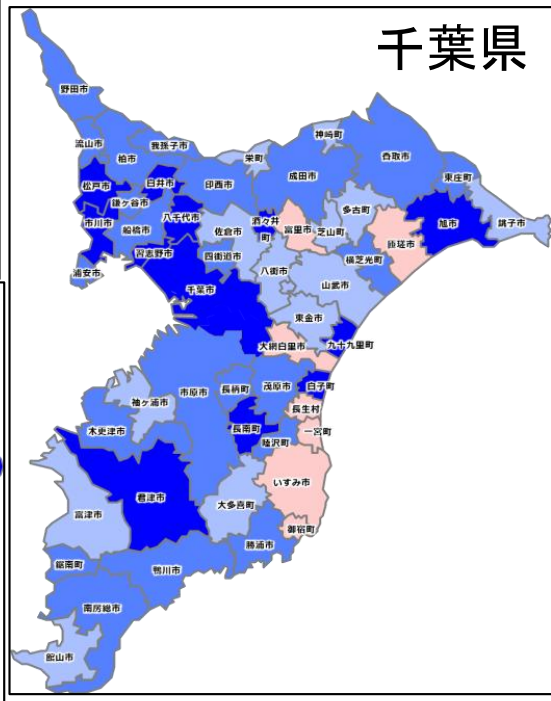 千葉県
野田市
流山市
柏市
我孫子市
栄町
神崎町
香取市
東庄町
銚子市
松戸市
白井市
印西市
成田市
多古町
旭市
鎌ヶ谷市
市川市
船橋市
八千代市
酒々井
町
富里市
芝山町
匝瑳市
佐倉市
習志野市
四街道市
横芝光町
浦安市
八街市
山武市
千葉市
東金市
大網白里市
九十九里町
市原市
長柄町
茂原市
白子町
袖ヶ浦市
長生村
木更津市
長南町
一宮町
睦沢町
いすみ市
君津市
大多喜町
富津市
御宿町
勝浦市
鋸南町
鴨川市
南房総市
館山市